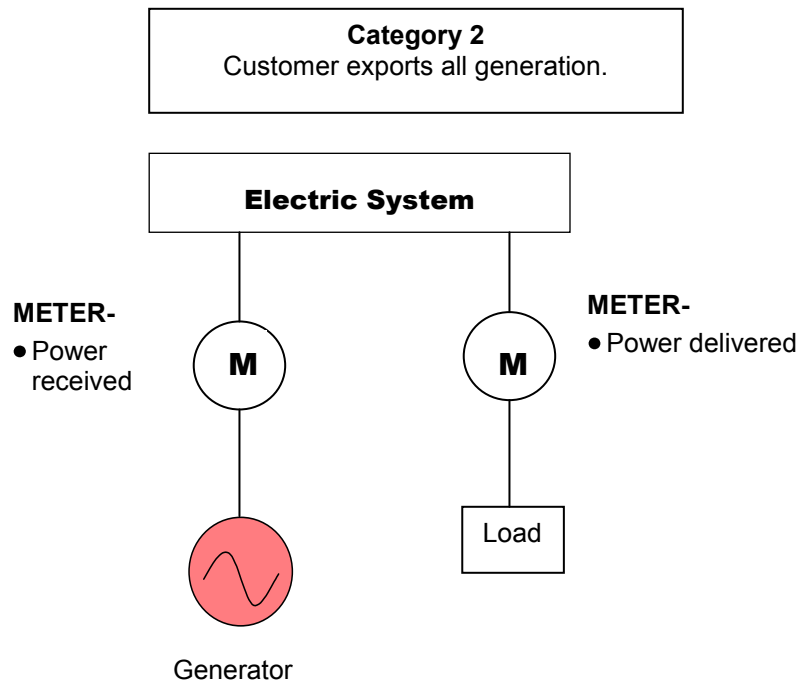 Category 2
Customer exports all generation.
Electric System
METER-
● Power
received
M
METER-
● Power delivered
M
Load
Generator